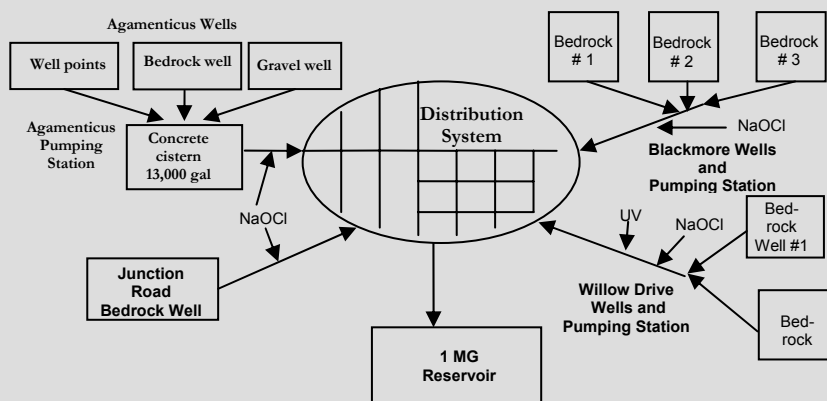 Agamenticus Wells
Well points
Bedrock well
Gravel well
Agamenticus
Pumping
Station
Concrete
cistern
13,000 gal
NaOCl
Junction
Road
Bedrock Well
Distribution
System
1 MG
Reservoir
Bedrock
# 1
Bedrock
# 2
Bedrock
# 3
NaOCl
Blackmore Wells
and
Pumping Station
UV
NaOCl
Bed-
rock
Well #1
Willow Drive
Wells and
Pumping Station
Bed-
rock